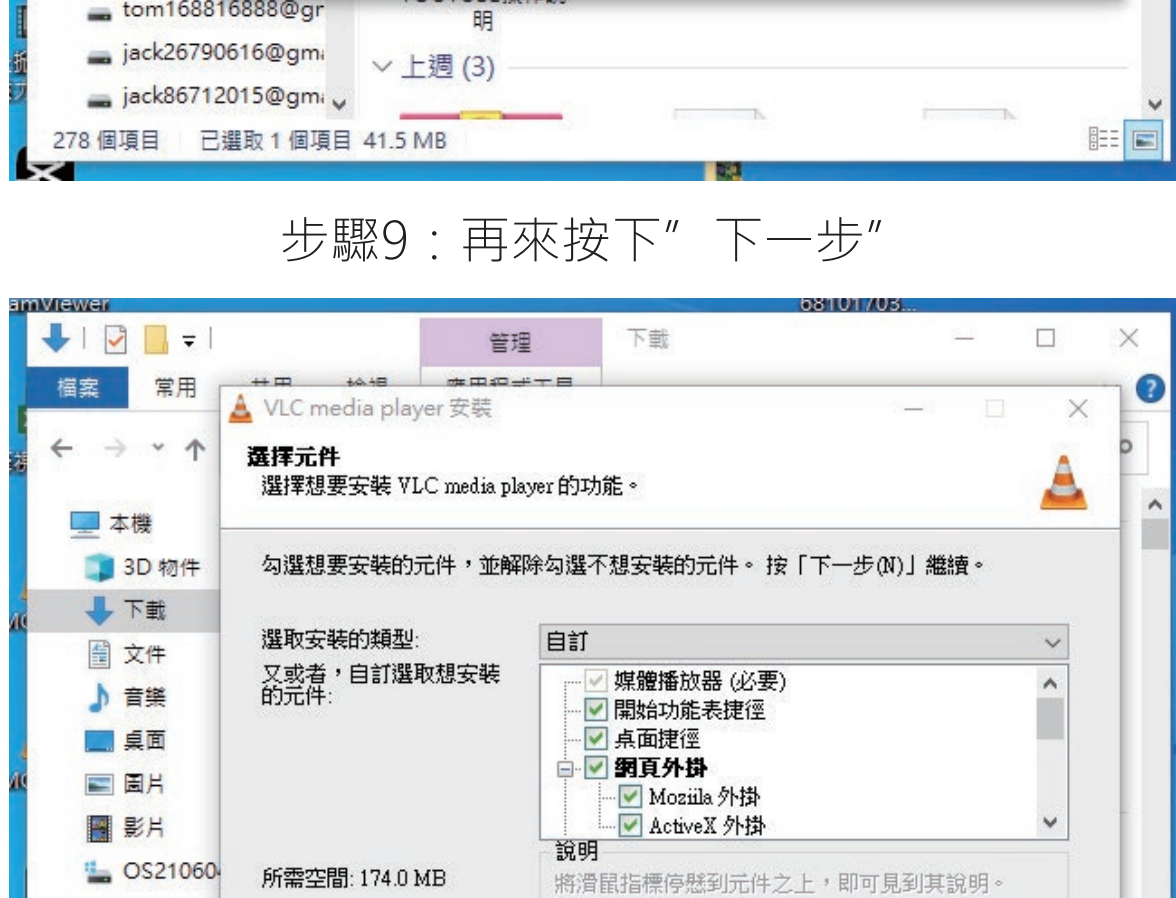 tom168816888@gm
明
jack26790616@gma
上週 (3)
jack86712015@gma
278 個項目 已選取 1 個項目 41.5 MB
步驟9：再來按下”下一步”
amViewer
68101703...
管理 下載
檔案 常用
VLC media player 安裝
選擇元件
選擇想要安裝 VLC media player 的功能。
本機
3D 物件
勾選想要安裝的元件，並解除勾選不想安裝的元件。按「下一步(N)」繼續。
下載
選取安裝的類型: 自訂
文件
又或者，自訂選取想安裝的元件:
媒體播放器 (必要)
音樂
開始功能表捷徑
桌面
桌面捷徑
網頁外掛
圖片
Moziila 外掛
影片
ActiveX 外掛
說明
OS210604
所需空間: 174.0 MB
將滑鼠指標停懸到元件之上，即可見到其說明。